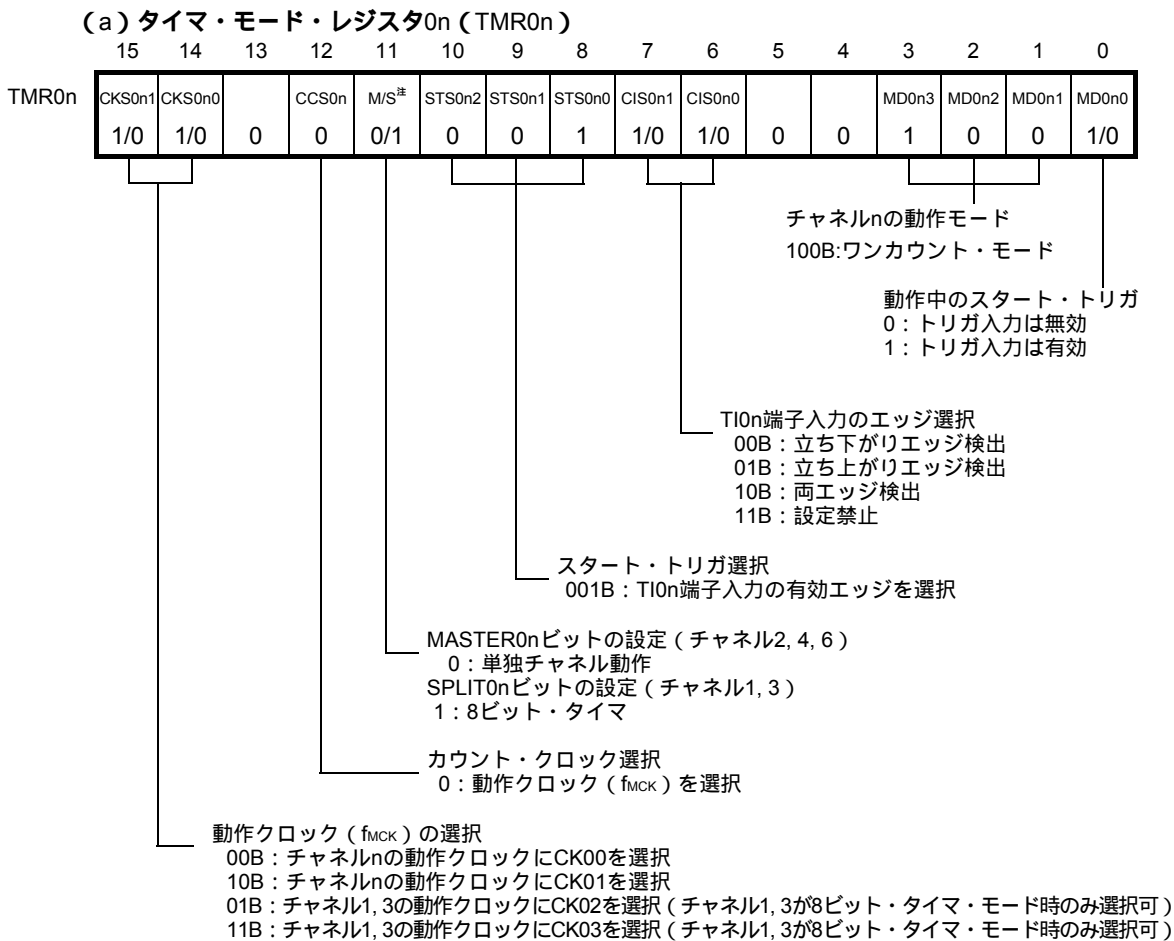 （a）タイマ・モード・レジスタ0n（TMR0n）
15 14 13 12 11 10 9 8 7 6 5 4 3 2 1 0
TMR0n CKS0n1 CKS0n0 CCS0n M/S注 STS0n2 STS0n1 STS0n0 CIS0n1 CIS0n0 MD0n3 MD0n2 MD0n1 MD0n0
1/0 1/0 0 0 0/1 0 0 1 1/0 1/0 0 0 1 0 0 1/0
チャネルnの動作モード
100B:ワンカウント・モード
動作中のスタート・トリガ
0：トリガ入力は無効
1：トリガ入力は有効
TI0n端子入力のエッジ選択
00B：立ち下がりエッジ検出
01B：立ち上がりエッジ検出
10B：両エッジ検出
11B：設定禁止
スタート・トリガ選択
001B：TI0n端子入力の有効エッジを選択
MASTER0nビットの設定（チャネル2, 4, 6）
0：単独チャネル動作
SPLIT0nビットの設定（チャネル1, 3）
1：8ビット・タイマ
カウント・クロック選択
0：動作クロック（fMCK）を選択
動作クロック（fMCK）の選択
00B：チャネルnの動作クロックにCK00を選択
10B：チャネルnの動作クロックにCK01を選択
01B：チャネル1, 3の動作クロックにCK02を選択（チャネル1, 3が8ビット・タイマ・モード時のみ選択可）
11B：チャネル1, 3の動作クロックにCK03を選択（チャネル1, 3が8ビット・タイマ・モード時のみ選択可）